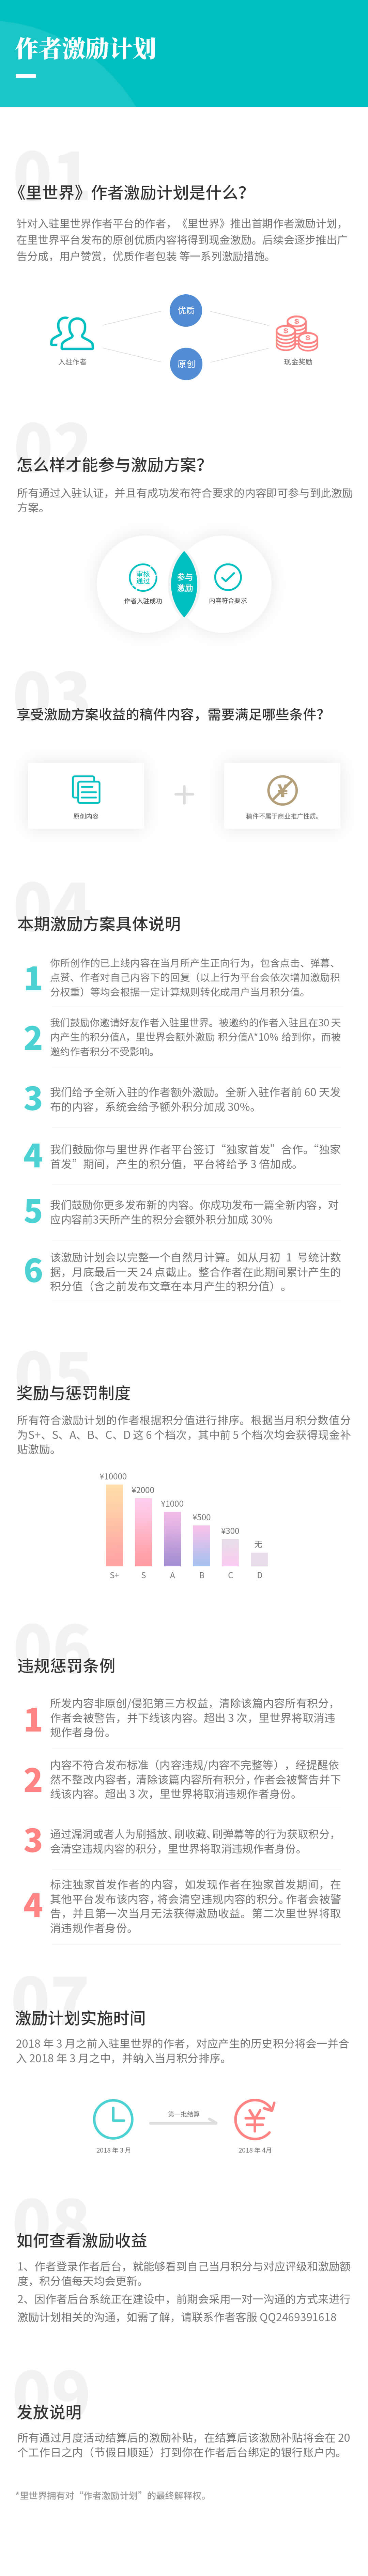 作者激励计划
01
《里世界》作者激励计划是什么？
针对入驻里世界作者平台的作者，《里世界》推出首期作者激励计划，
在里世界平台发布的原创优质内容将得到现金激励。后续会逐步推出广
告分成，用户赞赏，优质作者包装 等一系列激励措施。
优质
入驻作者
现金奖励
原创
02
怎么样才能参与激励方案？
所有通过入驻认证，并且有成功发布符合要求的内容即可参与到此激励
方案。
审核
通过
参与
激励
作者入驻成功
内容符合要求
03
享受激励方案收益的稿件内容，需要满足哪些条件？
原创内容
稿件不属于商业推广性质。
04
本期激励方案具体说明
1
你所创作的已上线内容在当月所产生正向行为，包含点击、弹幕、
点赞、作者对自己内容下的回复（以上行为平台会依次增加激励积
分权重）等均会根据一定计算规则转化成用户当月积分值。
2
我们鼓励你邀请好友作者入驻里世界。被邀约的作者入驻且在30 天
内产生的积分值A，里世界会额外激励 积分值A*10% 给到你，而被
邀约作者积分不受影响。
3
我们给予全新入驻的作者额外激励。全新入驻作者前 60 天发
布的内容，系统会给予额外积分加成 30%。
4
我们鼓励你与里世界作者平台签订“独家首发”合作。“独家
首发”期间，产生的积分值，平台将给予 3 倍加成。
5
我们鼓励你更多发布新的内容。你成功发布一篇全新内容，对
应内容前3天所产生的积分会额外积分加成 30%
6
该激励计划会以完整一个自然月计算。如从月初 1 号统计数
据，月底最后一天 24 点截止。整合作者在此期间累计产生的
积分值（含之前发布文章在本月产生的积分值）。
05
奖励与惩罚制度
所有符合激励计划的作者根据积分值进行排序。根据当月积分数值分
为S+、S、A、B、C、D 这 6 个档次，其中前 5 个档次均会获得现金补
贴激励。
¥10000
¥2000
¥1000
¥500
¥300
无
S+ S A B C D
06
违规惩罚条例
1
所发内容非原创/侵犯第三方权益，清除该篇内容所有积分，
作者会被警告，并下线该内容。超出 3 次，里世界将取消违
规作者身份。
2
内容不符合发布标准（内容违规/内容不完整等），经提醒依
然不整改内容者，清除该篇内容所有积分，作者会被警告并下
线该内容。超出 3 次，里世界将取消违规作者身份。
3
通过漏洞或者人为刷播放、刷收藏、刷弹幕等的行为获取积分，
会清空违规内容的积分，里世界将取消违规作者身份。
4
标注独家首发作者的内容，如发现作者在独家首发期间，在
其他平台发布该内容，将会清空违规内容的积分。作者会被警
告，并且第一次当月无法获得激励收益。第二次里世界将取
消违规作者身份。
07
激励计划实施时间
2018 年 3 月之前入驻里世界的作者，对应产生的历史积分将会一并合
入 2018 年 3 月之中，并纳入当月积分排序。
第一批结算
2018 年 3 月
2018 年 4月
08
如何查看激励收益
1、作者登录作者后台，就能够看到自己当月积分与对应评级和激励额
度，积分值每天均会更新。
2、因作者后台系统正在建设中，前期会采用一对一沟通的方式来进行
激励计划相关的沟通，如需了解，请联系作者客服 QQ2469391618
09
发放说明
所有通过月度活动结算后的激励补贴，在结算后该激励补贴将会在 20
个工作日之内（节假日顺延）打到你在作者后台绑定的银行账户内。
*里世界拥有对“作者激励计划”的最终解释权。